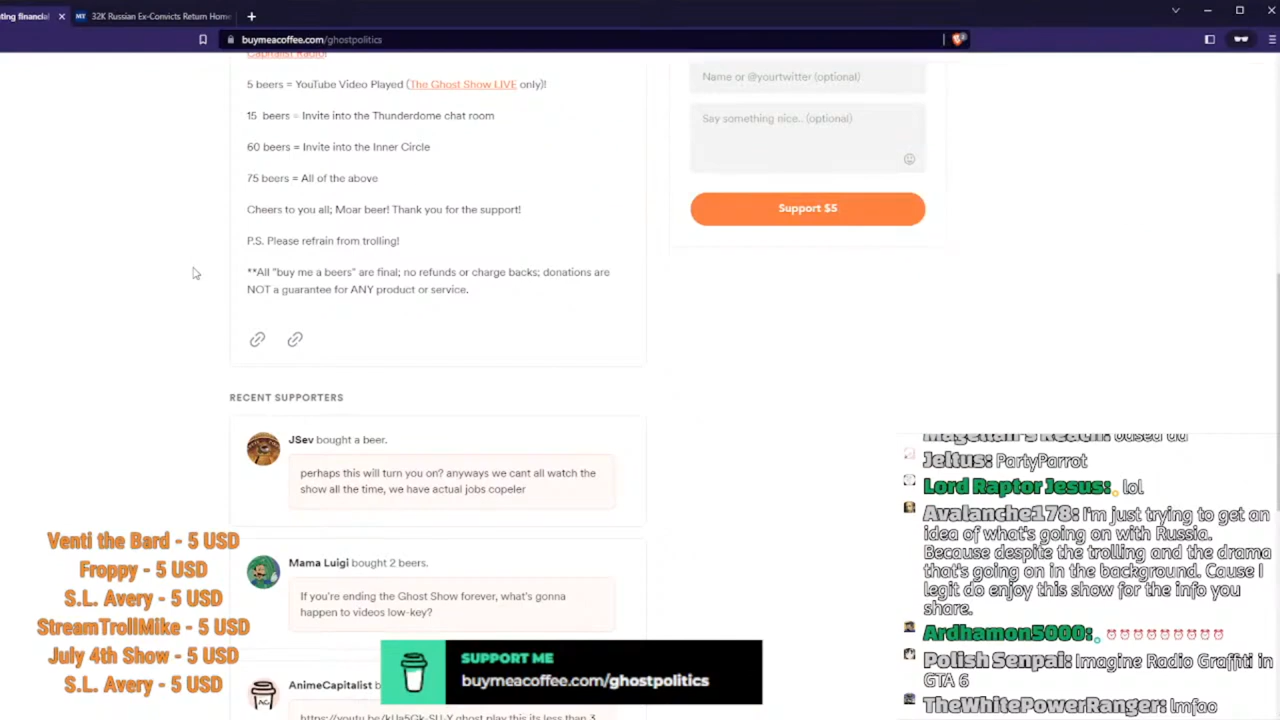 ting financial
32K Russian Ex-Convicts Return Home
buymeacoffee.com/ghostpolitics
Capitalist Radio!
5 beers = YouTube Video Played (The Ghost Show LIVE only)!
15 beers = Invite into the Thunderdome chat room
60 beers = Invite into the Inner Circle
75 beers = All of the above
Cheers to you all; Moar beer! Thank you for the support!
P.S. Please refrain from trolling!
**All "buy me a beers" are final; no refunds or charge backs; donations are
NOT a guarantee for ANY product or service.
Name or @yourtwitter (optional)
Say something nice.. (optional)
Support $5
RECENT SUPPORTERS
JSev bought a beer.
perhaps this will turn you on? anyways we cant all watch the
show all the time, we have actual jobs copeler
Mama Luigi bought 2 beers.
If you're ending the Ghost Show forever, what's gonna
happen to videos low-key?
AnimeCapitalist b
Venti the Bard - 5 USD
Froppy - 5 USD
S.L. Avery - 5 USD
StreamTrollMike - 5 USD
July 4th Show - 5 USD
S.L. Avery - 5 USD
SUPPORT ME
buymeacoffee.com/ghostpolitics
Magellan's Reach: based
Jeltus: PartyParrot
Lord Raptor Jesus: lol
Avalanche178: I'm just trying to get an
idea of what's going on with Russia.
Because despite the trolling and the drama
that's going on in the background. Cause I
legit do enjoy this show for the info you
share.
Ardhamon5000:
Polish Senpai: Imagine Radio Graffiti in
GTA 6
TheWhitePowerRanger: lmfao